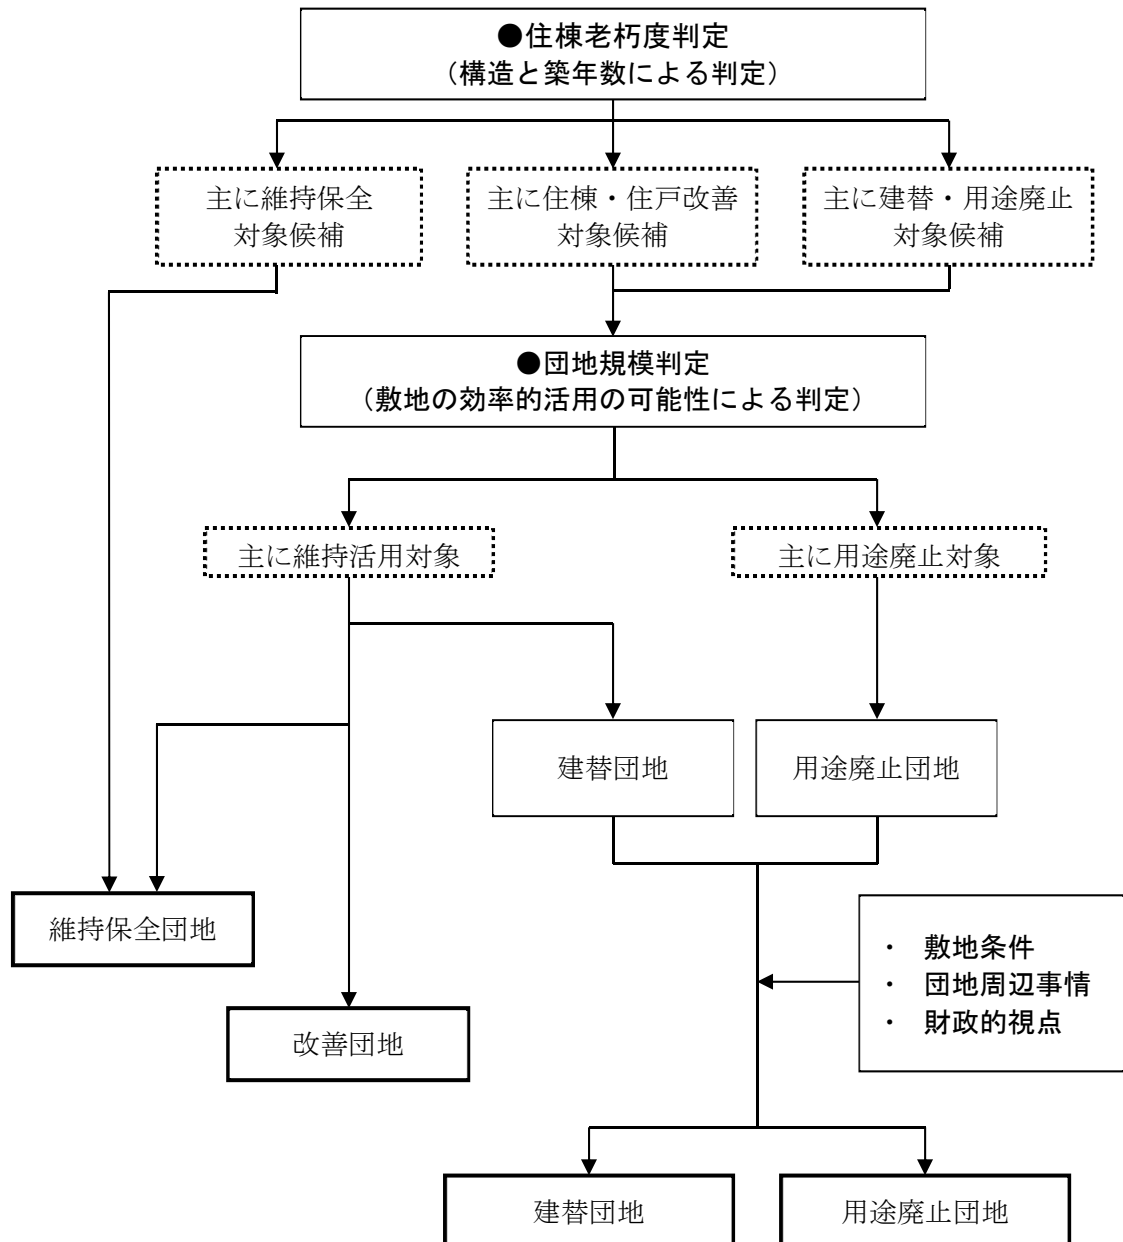 ●住棟老朽度判定
（構造と築年数による判定）
主に維持保全
対象候補
主に住棟・住戸改善
対象候補
主に建替・用途廃止
対象候補
●団地規模判定
（敷地の効率的活用の可能性による判定）
主に維持活用対象
主に用途廃止対象
建替団地
用途廃止団地
維持保全団地
・ 敷地条件
・ 団地周辺事情
・ 財政的視点
改善団地
建替団地
用途廃止団地